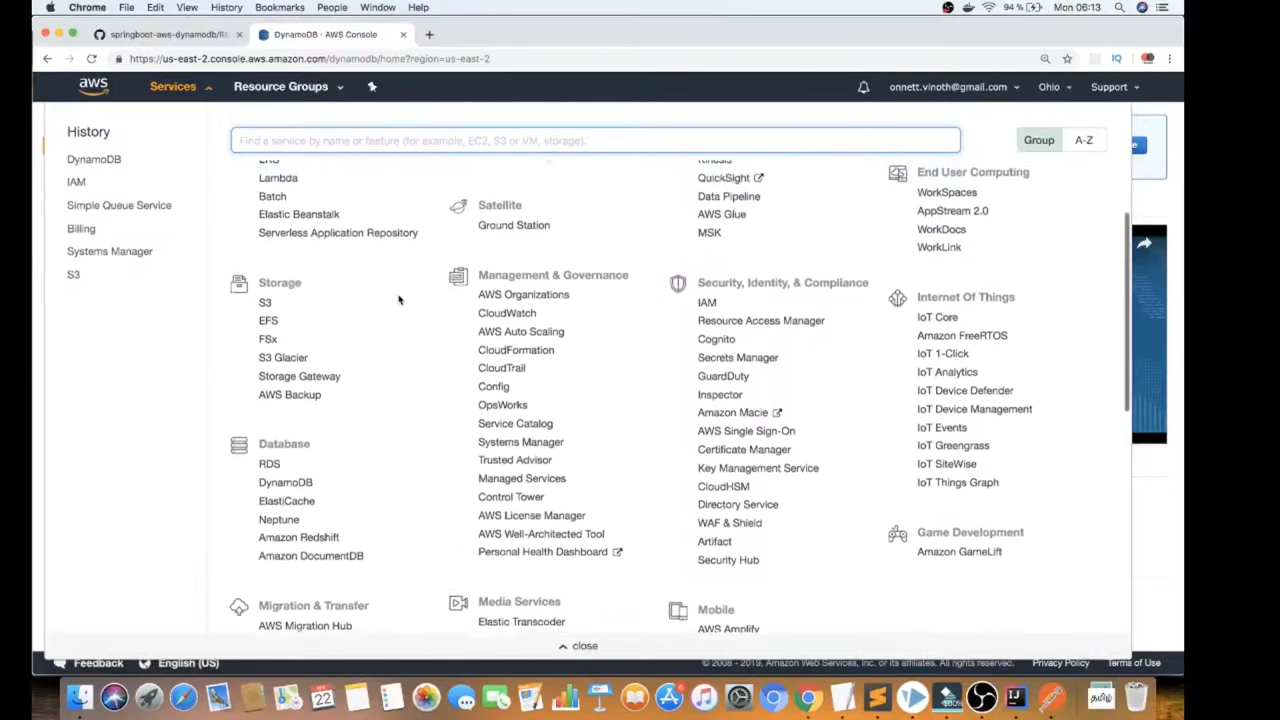 Chrome File Edit View History Bookmarks People Window Help 94 % Mon 06:13
springboot-aws-dynamodb/R DynamoDB · AWS Console
https://us-east-2.console.aws.amazon.com/dynamodb/home?region=us-east-2 IQ
aws Services Resource Groups onnett.vinoth@gmail.com Ohio Support
History
DynamoDB
IAM
Simple Queue Service
Billing
Systems Manager
S3
Find a service by name or feature (for example, EC2, S3 or VM, storage).
Group A-Z
Lambda
Batch
Elastic Beanstalk
Serverless Application Repository
Storage
S3
EFS
FSx
S3 Glacier
Storage Gateway
AWS Backup
Database
RDS
DynamoDB
ElastiCache
Neptune
Amazon Redshift
Amazon DocumentDB
Migration & Transfer
AWS Migration Hub
Satellite
Ground Station
Management & Governance
AWS Organizations
CloudWatch
AWS Auto Scaling
CloudFormation
CloudTrail
Config
OpsWorks
Service Catalog
Systems Manager
Trusted Advisor
Managed Services
Control Tower
AWS License Manager
AWS Well-Architected Tool
Personal Health Dashboard
Media Services
Elastic Transcoder
Kinesis
QuickSight
Data Pipeline
AWS Glue
MSK
Security, Identity, & Compliance
IAM
Resource Access Manager
Cognito
Secrets Manager
GuardDuty
Inspector
Amazon Macie
AWS Single Sign-On
Certificate Manager
Key Management Service
CloudHSM
Directory Service
WAF & Shield
Artifact
Security Hub
Mobile
AWS Amplify
End User Computing
WorkSpaces
AppStream 2.0
WorkDocs
WorkLink
Internet Of Things
IoT Core
Amazon FreeRTOS
IoT 1-Click
IoT Analytics
IoT Device Defender
IoT Device Management
IoT Events
IoT Greengrass
IoT SiteWise
IoT Things Graph
Game Development
Amazon GameLift
close
Feedback English (US) © 2008 - 2019, Amazon Web Services, Inc. or its affiliates. All rights reserved. Privacy Policy Terms of Use
22
தமிழ்